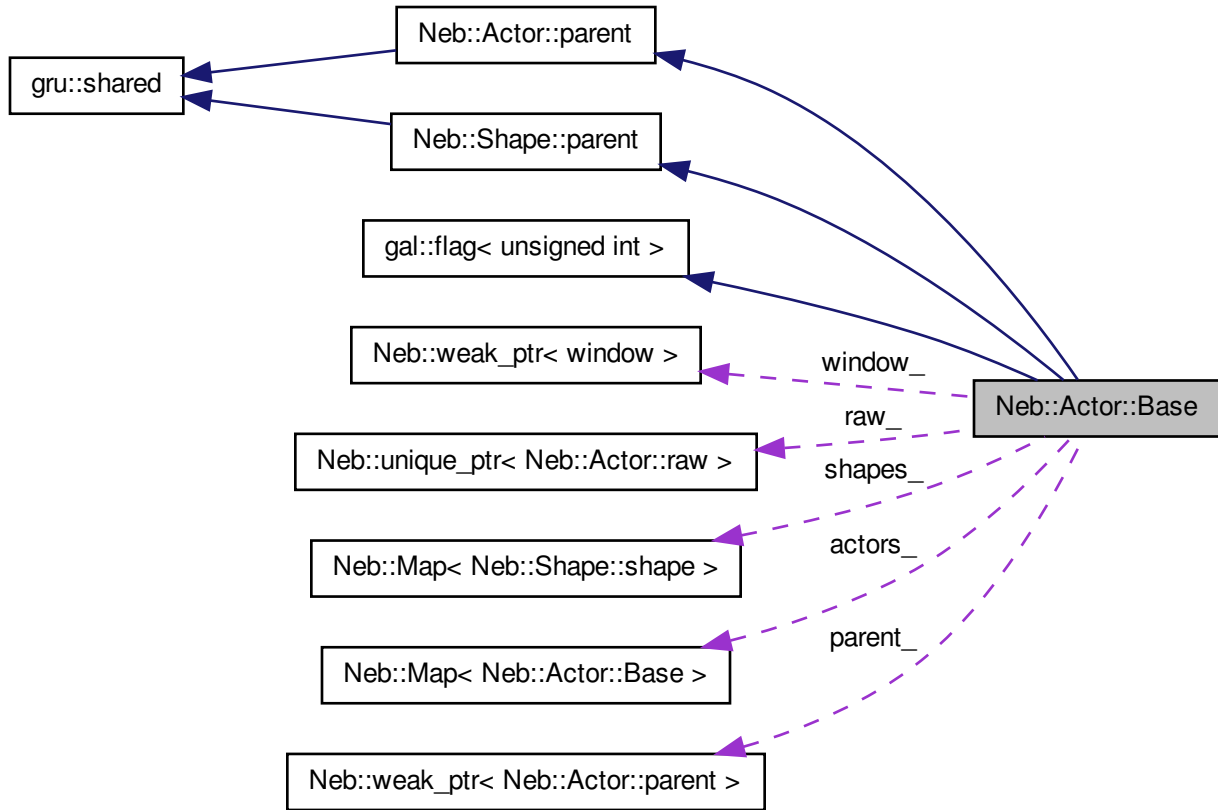 Neb::Actor::parent
gru::shared
Neb::Shape::parent
gal::flag< unsigned int >
Neb::weak_ptr< window >
window_
Neb::Actor::Base
raw_
Neb::unique_ptr< Neb::Actor::raw >
shapes_
Neb::Map< Neb::Shape::shape >
actors_
Neb::Map< Neb::Actor::Base >
parent_
Neb::weak_ptr< Neb::Actor::parent >